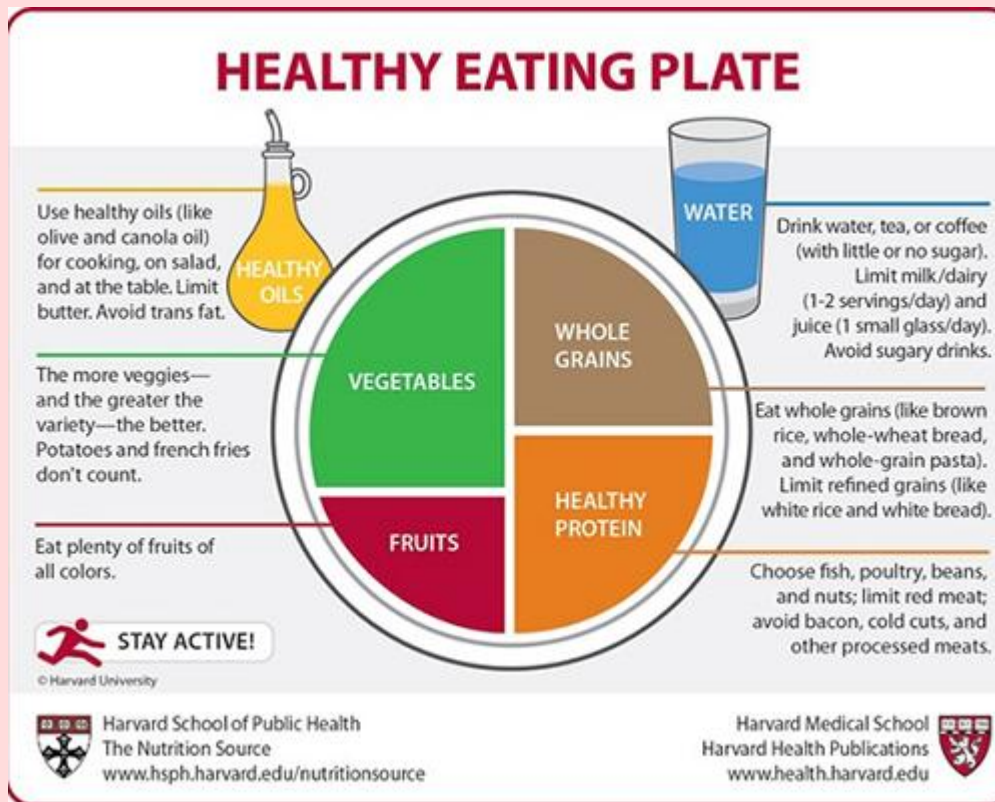 HEALTHY EATING PLATE
Use healthy oils (like
olive and canola oil)
for cooking, on salad,
and at the table. Limit
butter. Avoid trans fat.
HEALTHY
OILS
The more veggies—
and the greater the
variety—the better.
Potatoes and french fries
don't count.
Eat plenty of fruits of
all colors.
STAY ACTIVE!
© Harvard University
VEGETABLES
FRUITS
WHOLE
GRAINS
HEALTHY
PROTEIN
WATER
Drink water, tea, or coffee
(with little or no sugar).
Limit milk/dairy
(1-2 servings/day) and
juice (1 small glass/day).
Avoid sugary drinks.
Eat whole grains (like brown
rice, whole-wheat bread,
and whole-grain pasta).
Limit refined grains (like
white rice and white bread).
Choose fish, poultry, beans,
and nuts; limit red meat;
avoid bacon, cold cuts, and
other processed meats.
Harvard School of Public Health
The Nutrition Source
www.hsph.harvard.edu/nutritionsource
Harvard Medical School
Harvard Health Publications
www.health.harvard.edu